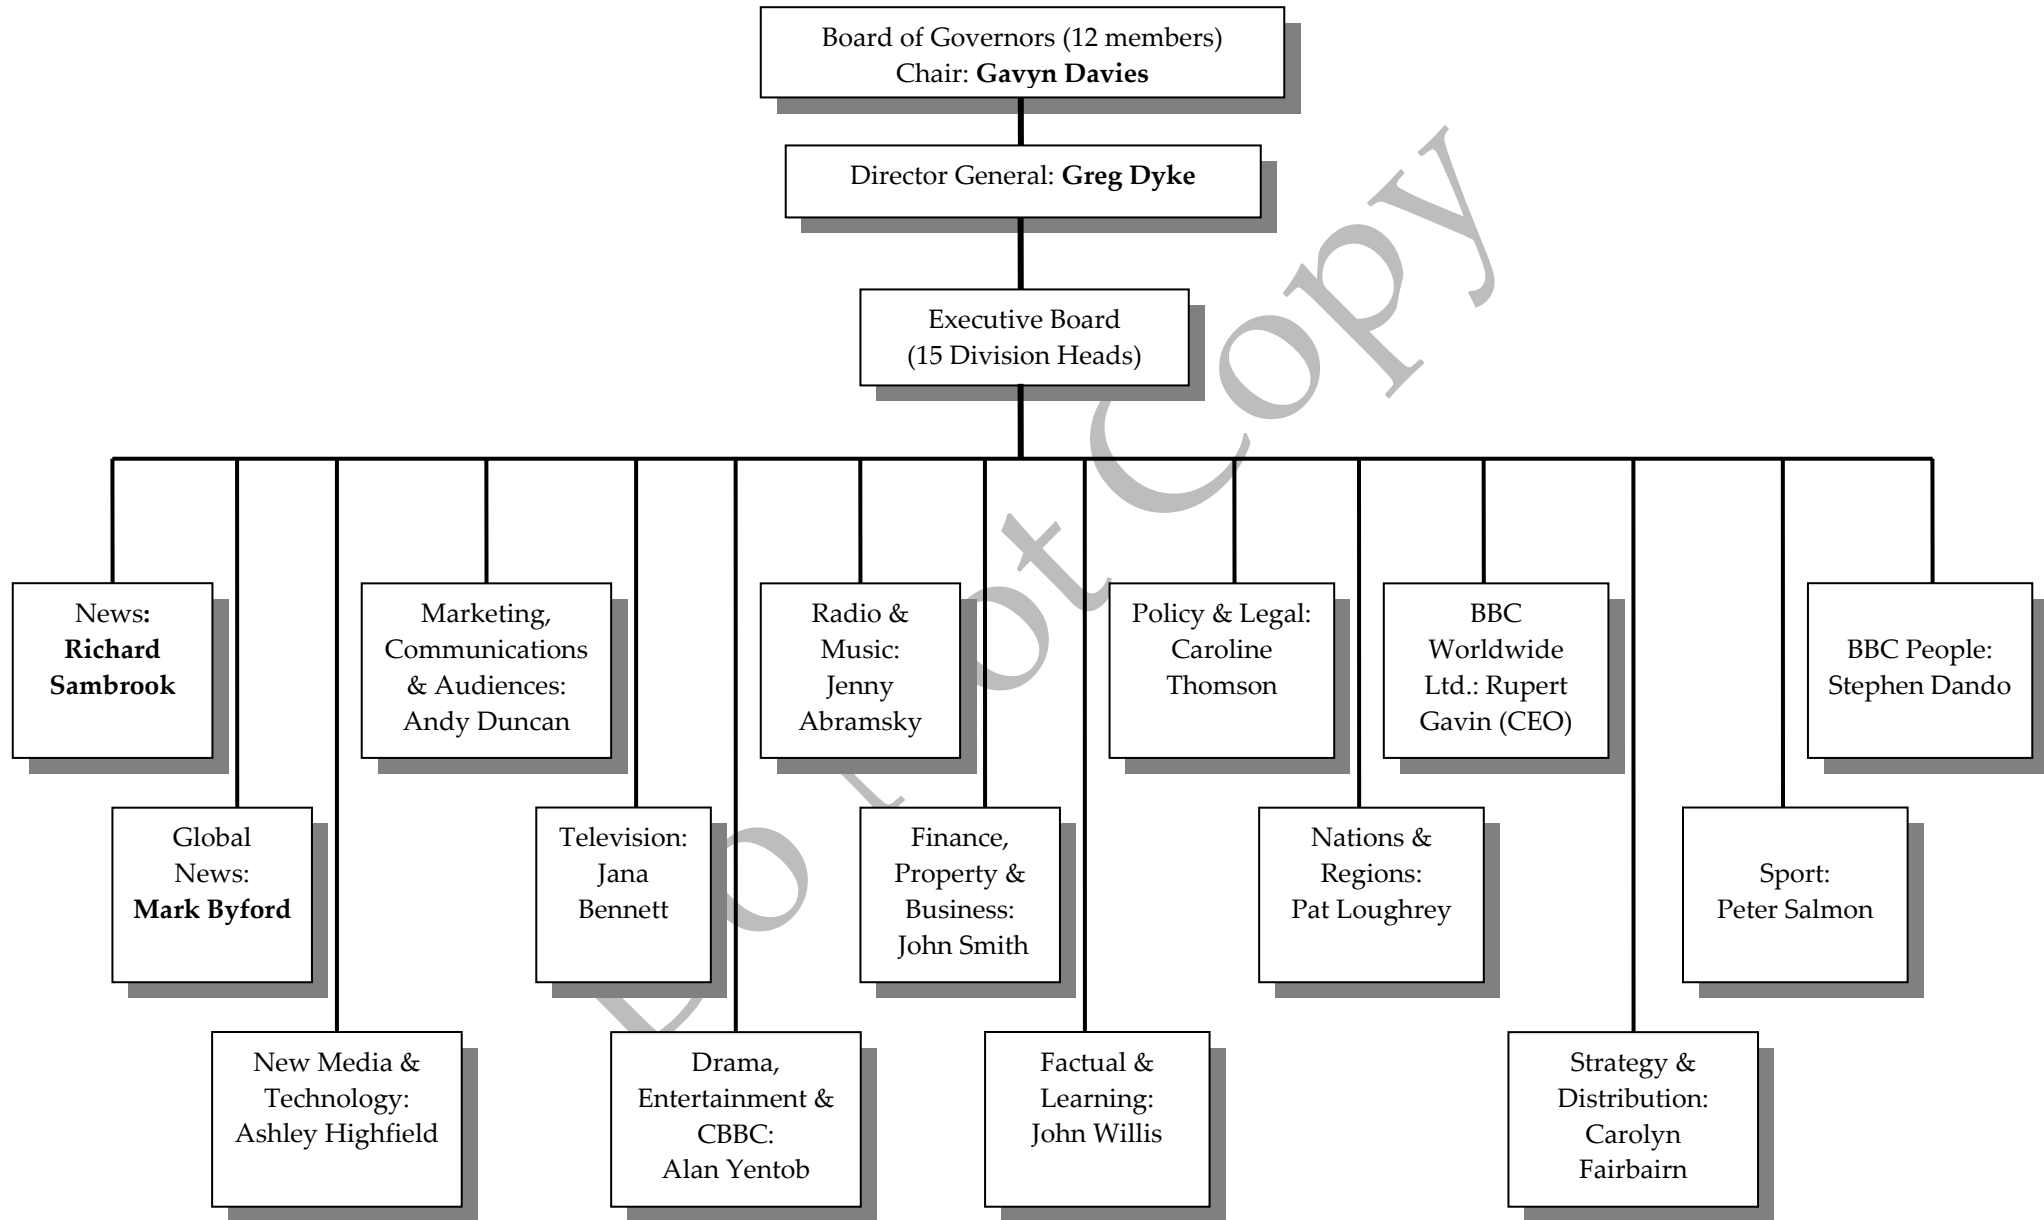 Board of Governors (12 members)
Chair: Gavyn Davies
Director General: Greg Dyke
Executive Board
(15 Division Heads)
News:
Richard
Sambrook
Marketing,
Communications
& Audiences:
Andy Duncan
Radio &
Music:
Jenny
Abramsky
Policy & Legal:
Caroline
Thomson
BBC
Worldwide
Ltd.: Rupert
Gavin (CEO)
BBC People:
Stephen Dando
Global
News:
Mark Byford
Television:
Jana
Bennett
Finance,
Property &
Business:
John Smith
Nations &
Regions:
Pat Loughrey
Sport:
Peter Salmon
New Media &
Technology:
Ashley Highfield
Drama,
Entertainment &
CBBC:
Alan Yentob
Factual &
Learning:
John Willis
Strategy &
Distribution:
Carolyn
Fairbairn
Do Not Copy